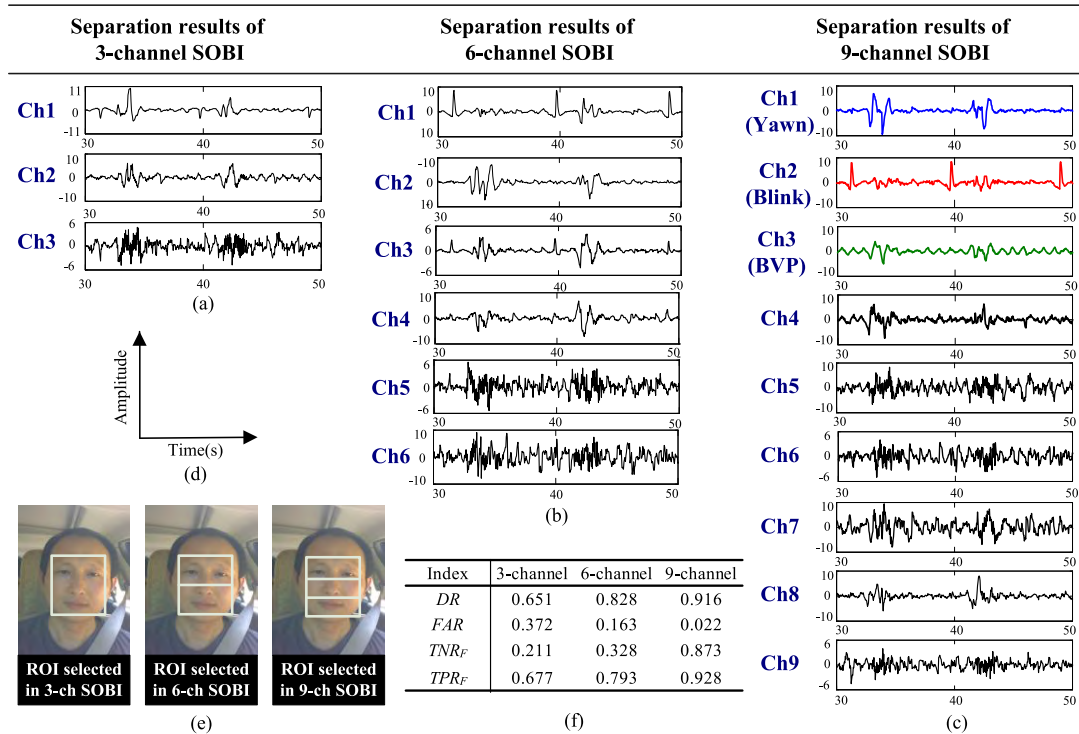 Separation results of
3-channel SOBI
Separation results of
6-channel SOBI
Separation results of
9-channel SOBI
Ch1
11
0
-11
30
40
50
Ch2
10
0
-10
30
40
50
Ch3
6
0
-6
30
40
50
(a)
Amplitude
Time(s)
(d)
Ch1
10
0
10
30
40
50
Ch2
-10
0
10
30
40
50
Ch3
6
0
-6
30
40
50
Ch4
10
0
-10
30
40
50
Ch5
6
0
-6
30
40
50
Ch6
10
0
-10
30
40
50
(b)
Ch1
(Yawn)
10
0
-10
30
40
50
Ch2
(Blink)
10
0
-10
30
40
50
Ch3
(BVP)
10
0
-10
30
40
50
Ch4
10
0
-10
30
40
50
Ch5
10
0
-10
30
40
50
Ch6
6
0
-6
30
40
50
Ch7
10
0
-10
30
40
50
Ch8
10
0
-10
30
40
50
Ch9
6
0
-6
30
40
50
(c)
ROI selected
in 3-ch SOBI
ROI selected
in 6-ch SOBI
ROI selected
in 9-ch SOBI
(e)
Index 3-channel 6-channel 9-channel
DR 0.651 0.828 0.916
FAR 0.372 0.163 0.022
TNRF 0.211 0.328 0.873
TPRF 0.677 0.793 0.928
(f)